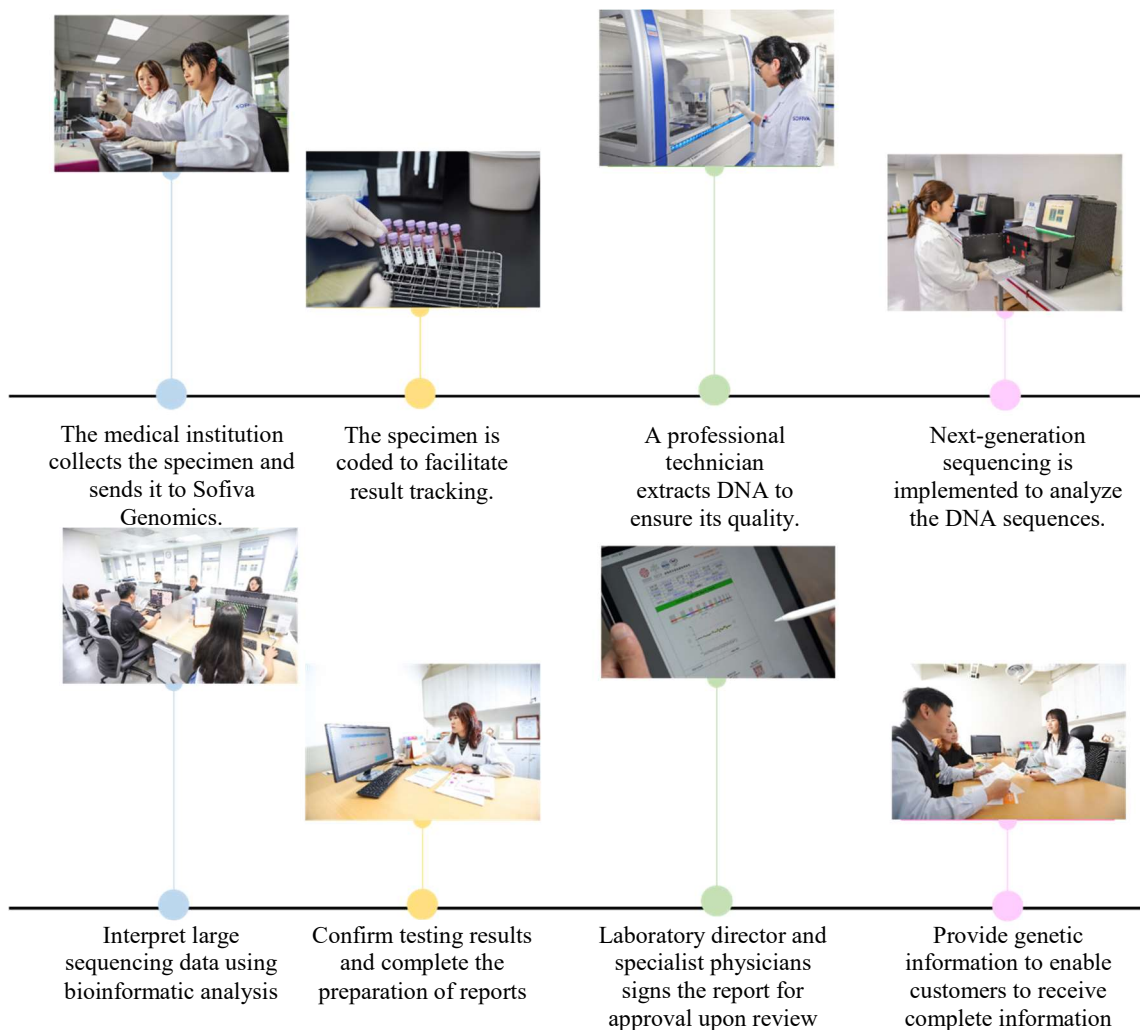 SOFIVA
SOFIVA
The medical institution
collects the specimen and
sends it to Sofiva
Genomics.
The specimen is
coded to facilitate
result tracking.
A professional
technician
extracts DNA to
ensure its quality.
Next-generation
sequencing is
implemented to analyze
the DNA sequences.
Interpret large
sequencing data using
bioinformatic analysis
Confirm testing results
and complete the
preparation of reports
Laboratory director and
specialist physicians
signs the report for
approval upon review
Provide genetic
information to enable
customers to receive
complete information